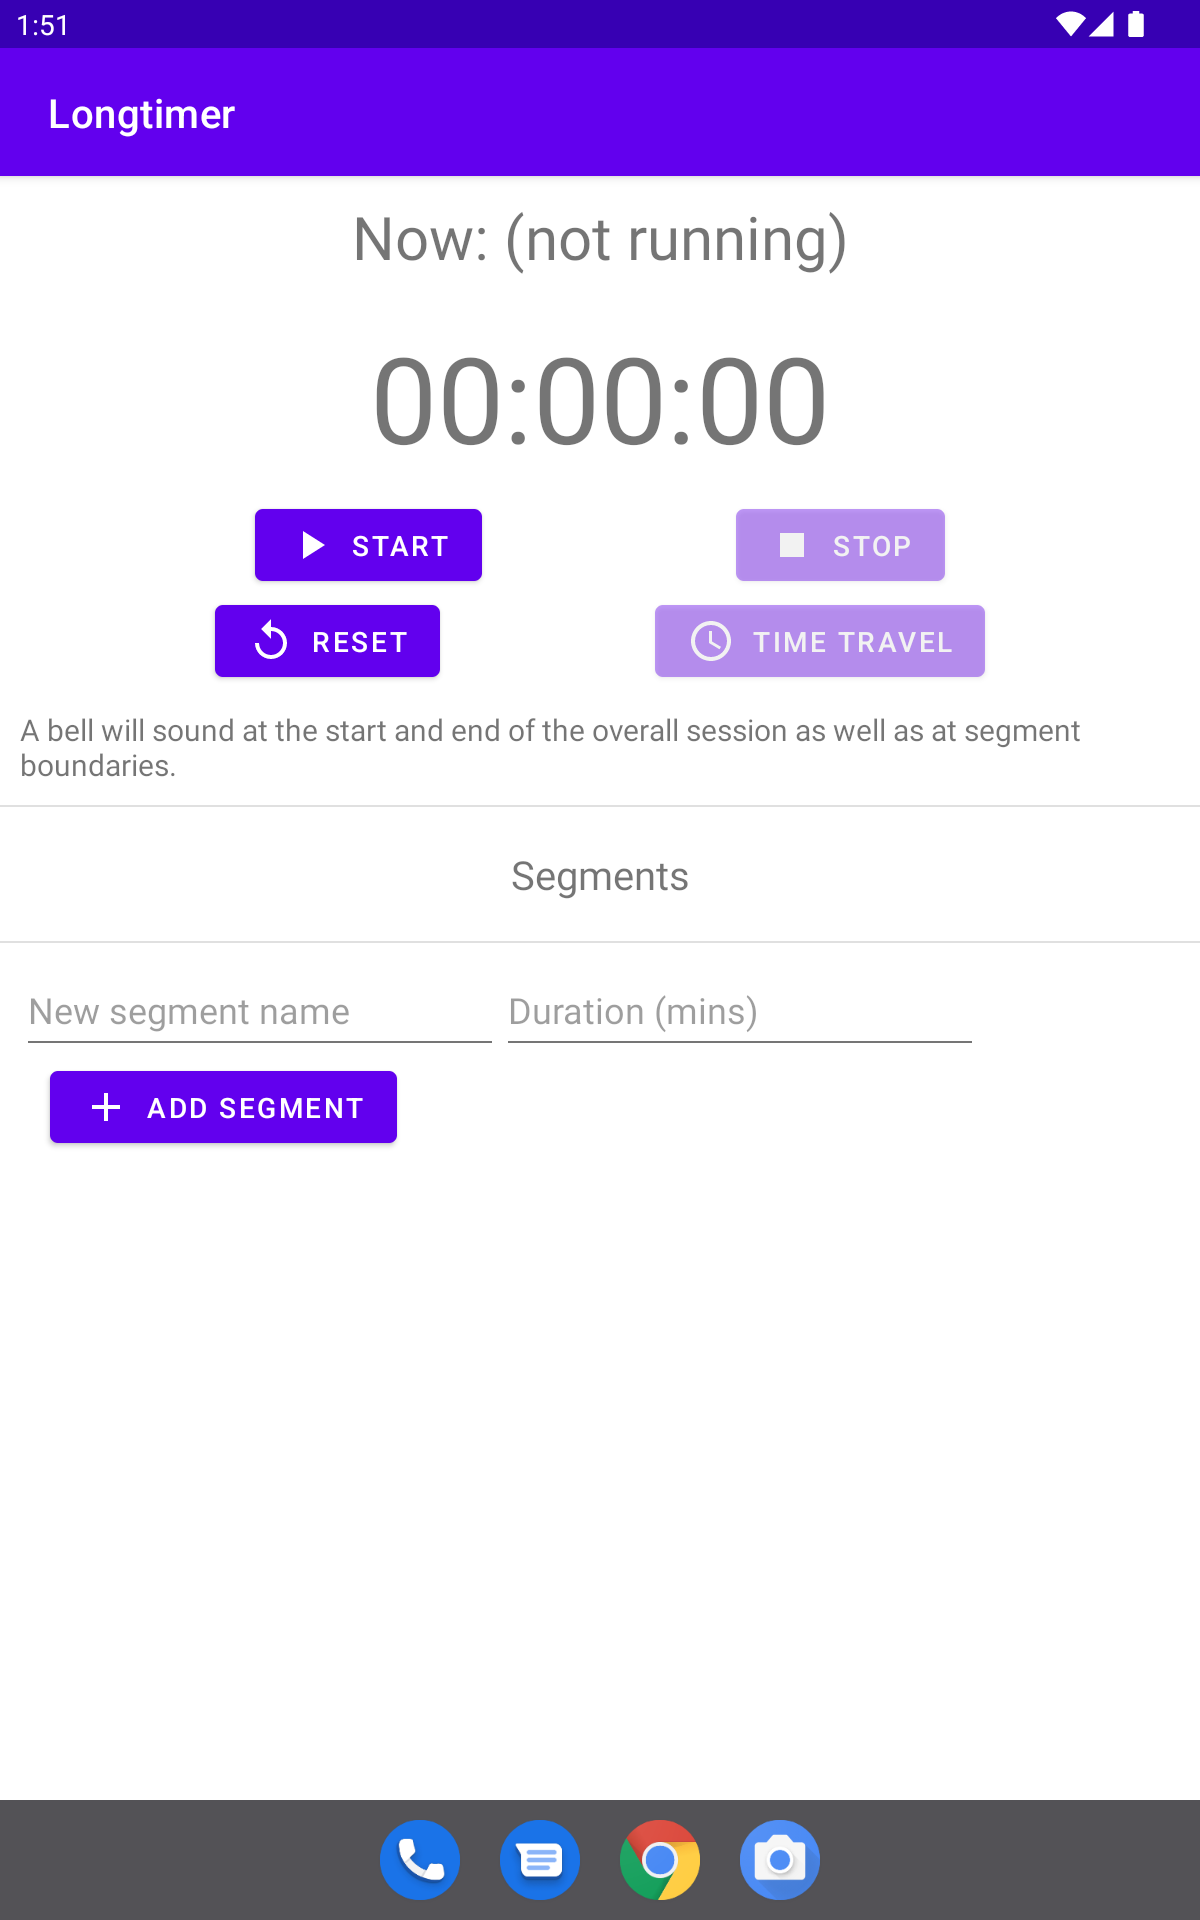 1:51
Longtimer
Now: (not running)
00:00:00
START
STOP
RESET
TIME TRAVEL
A bell will sound at the start and end of the overall session as well as at segment
boundaries.
Segments
New segment name
Duration (mins)
ADD SEGMENT